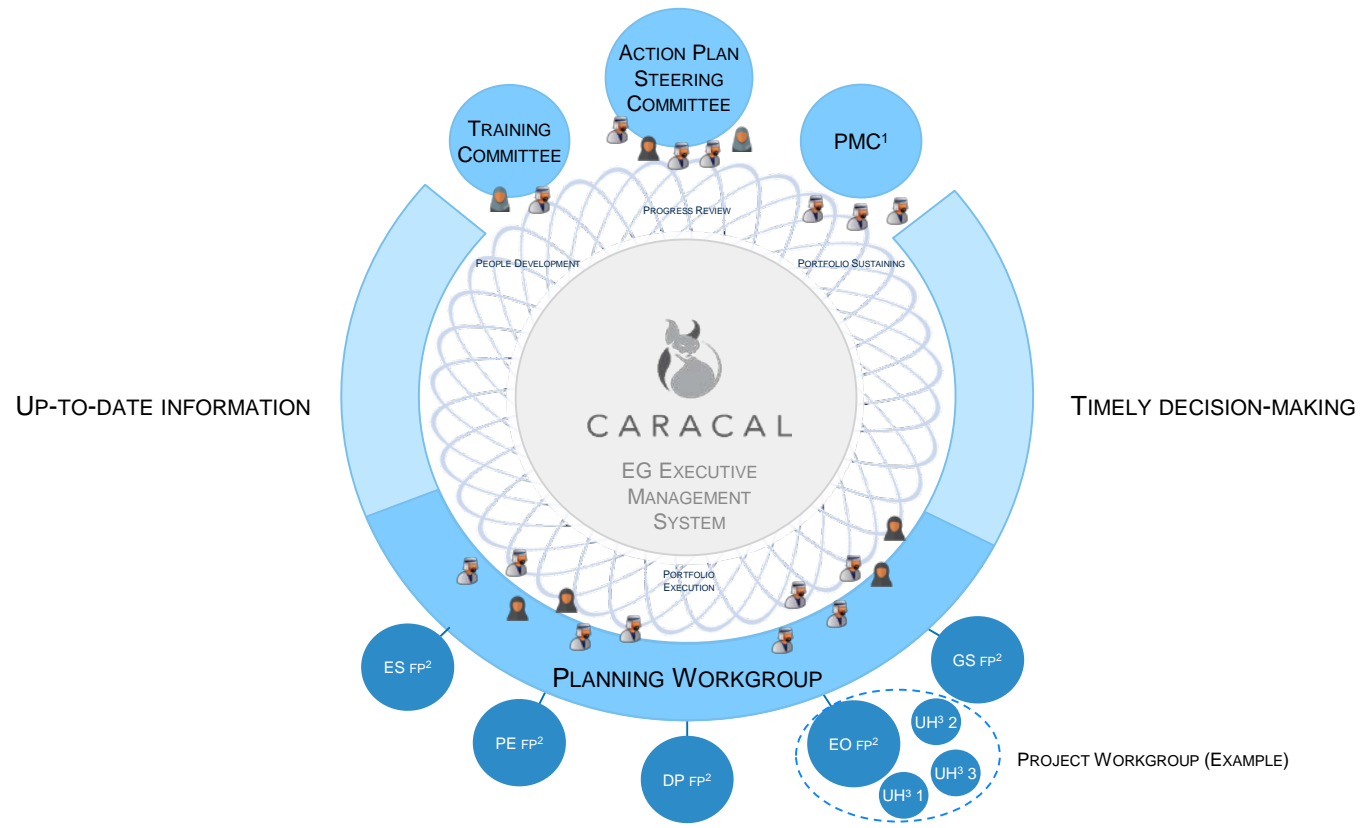 ACTION PLAN
STEERING
COMMITTEE
TRAINING
COMMITTEE
PMC¹
PROGRESS REVIEW
PEOPLE DEVELOPMENT
PORTFOLIO SUSTAINING
UP-TO-DATE INFORMATION
TIMELY DECISION-MAKING
CARACAL
EG EXECUTIVE
MANAGEMENT
SYSTEM
PORTFOLIO
EXECUTION
PLANNING WORKGROUP
ES FP²
PE FP²
DP FP²
EO FP²
GS FP²
UH³ 2
UH³ 3
UH³ 1
PROJECT WORKGROUP (EXAMPLE)